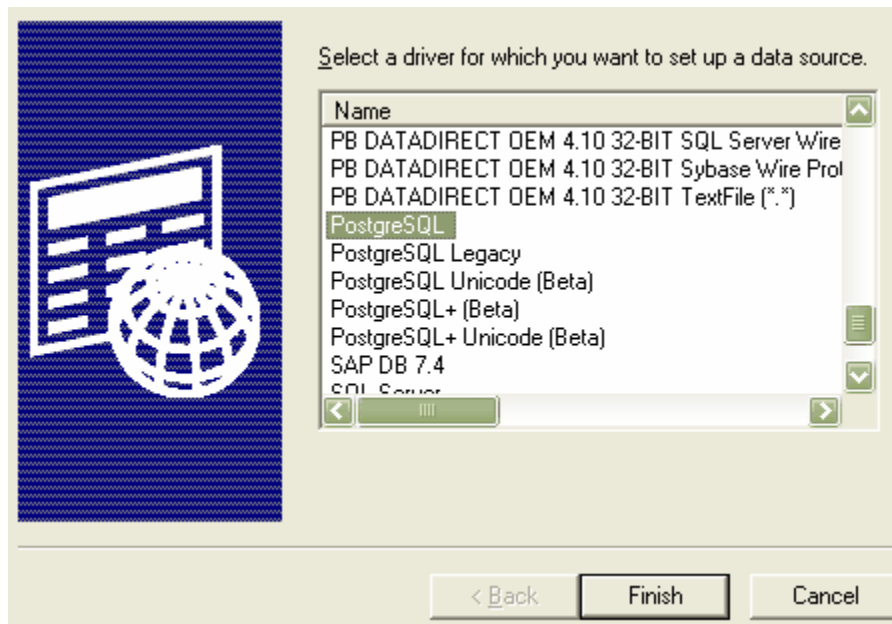 Select a driver for which you want to set up a data source.
Name
PB DATADIRECT OEM 4.10 32-BIT SQL Server Wire
PB DATADIRECT OEM 4.10 32-BIT Sybase Wire Prot
PB DATADIRECT OEM 4.10 32-BIT TextFile (*.*)
PostgreSQL
PostgreSQL Legacy
PostgreSQL Unicode (Beta)
PostgreSQL+ (Beta)
PostgreSQL+ Unicode (Beta)
SAP DB 7.4
SQL Server
< Back
Finish
Cancel